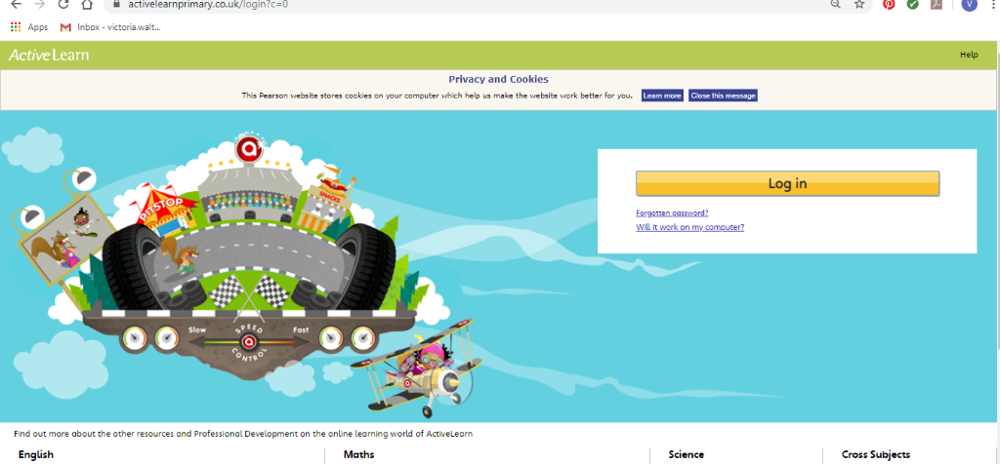 activelearnprimary.co.uk/login?c=0
V
Apps
Inbox - victoria.walt...
ActiveLearn
Help
Privacy and Cookies
This Pearson website stores cookies on your computer which help us make the website work better for you. Learn more Close this message
a
PITSTOP
SNACKS
Log in
Forgotten password?
Will it work on my computer?
Slow
SPEED
a
CONTROL
Fast
Find out more about the other resources and Professional Development on the online learning world of ActiveLearn
English
Maths
Science
Cross Subjects